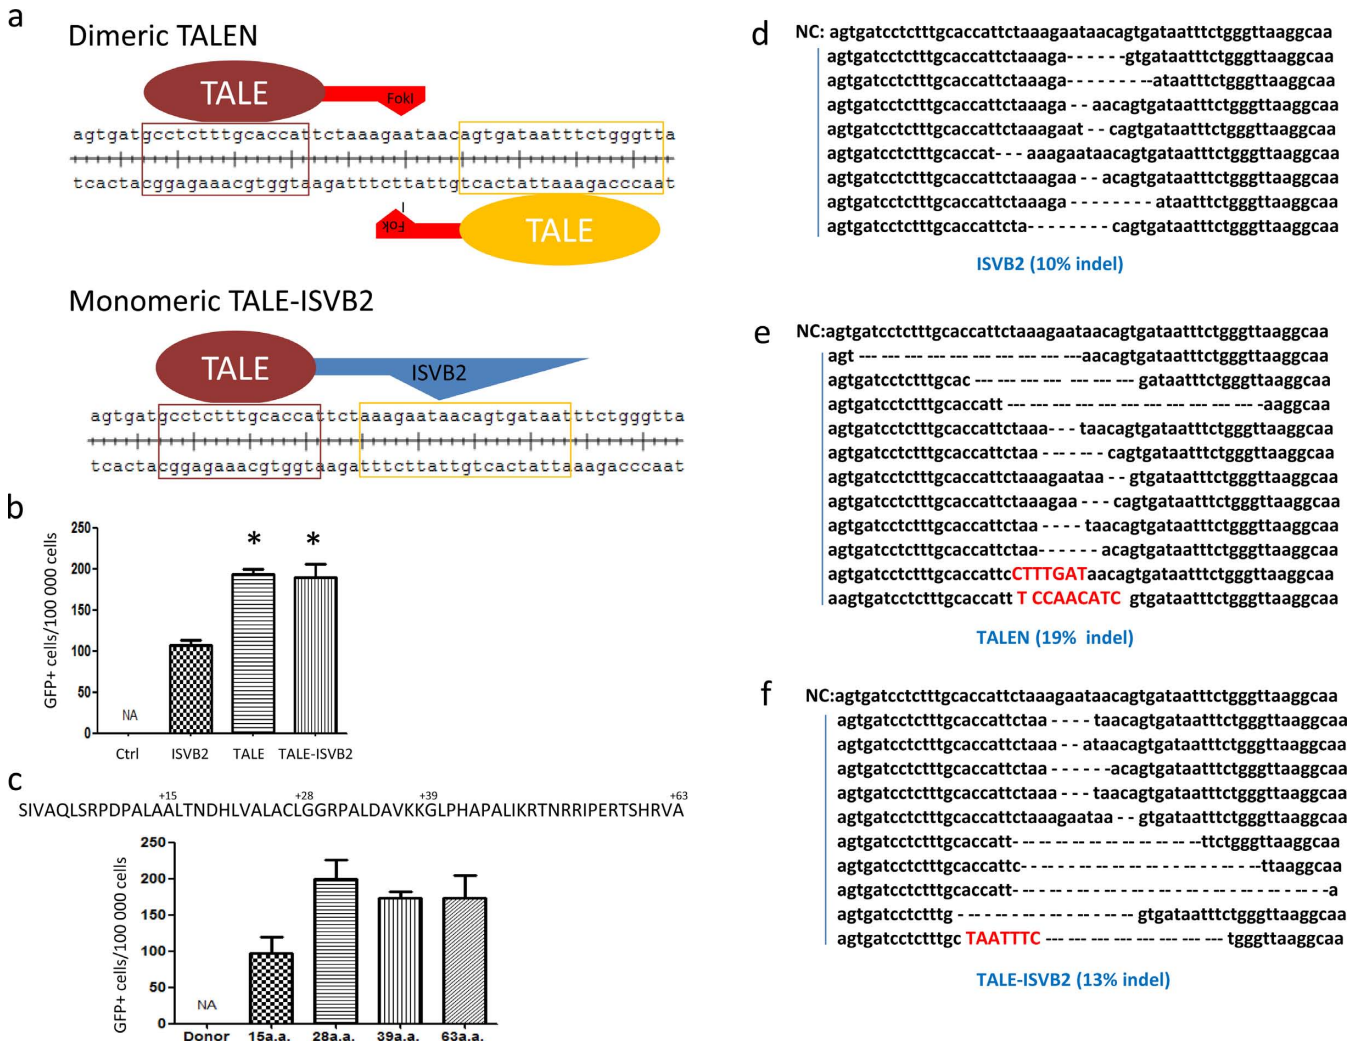 a
Dimeric TALEN
TALE
FokI
agtgatgcctctttgcaccattctaaagaataacagtgataatttctgggtta
tcactacggagaaacgtggtaagatttcttattgtcactattaaagacccaat
FokI
TALE
Monomeric TALE-ISVB2
TALE
ISVB2
agtgatgcctctttgcaccattctaaagaataacagtgataatttctgggtta
tcactacggagaaacgtggtaagatttcttattgtcactattaaagacccaat
b
GFP+ cells/100 000 cells
250
200
150
100
50
0
NA
Ctrl ISVB2 TALE TALE-ISVB2
* *
c
+15 +28 +39 +63
SIVAQLSRPDPALAALTNDHLVALACLGGRPALDAVKKGLPHAPALIKRTNRRIPERTSHRVA
GFP+ cells/100 000 cells
250
200
150
100
50
0
NA
Donor 15a.a. 28a.a. 39a.a. 63a.a.
d
NC: agtgatcctctttgcaccattctaaagaataacagtgataatttctgggttaaggcaa
agtgatcctctttgcaccattctaaaga- - - - - -gtgataatttctgggttaaggcaa
agtgatcctctttgcaccattctaaaga- - - - - - - - -ataatttctgggttaaggcaa
agtgatcctctttgcaccattctaaaga - - aacagtgataatttctgggttaaggcaa
agtgatcctctttgcaccattctaaagaat - - cagtgataatttctgggttaaggcaa
agtgatcctctttgcaccat- - - aaagaataacagtgataatttctgggttaaggcaa
agtgatcctctttgcaccattctaaagaa - - acagtgataatttctgggttaaggcaa
agtgatcctctttgcaccattctaaaga- - - - - - - - ataatttctgggttaaggcaa
agtgatcctctttgcaccattcta- - - - - - - - cagtgataatttctgggttaaggcaa
ISVB2 (10% indel)
e
NC:agtgatcctctttgcaccattctaaagaataacagtgataatttctgggttaaggcaa
agt --- --- --- --- --- --- --- --- --- ---aacagtgataatttctgggttaaggcaa
agtgatcctctttgcac --- --- --- --- --- --- ---gataatttctgggttaaggcaa
agtgatcctctttgcaccatt --- --- --- --- --- --- --- --- --- --- --- -aaggcaa
agtgatcctctttgcaccattctaaa- - - taacagtgataatttctgggttaaggcaa
agtgatcctctttgcaccattctaa - - - - - - cagtgataatttctgggttaaggcaa
agtgatcctctttgcaccattctaaagaataa - - gtgataatttctgggttaaggcaa
agtgatcctctttgcaccattctaaagaa - - - cagtgataatttctgggttaaggcaa
agtgatcctctttgcaccattctaa - - - - taacagtgataatttctgggttaaggcaa
agtgatcctctttgcaccattctaa- - - - - - acagtgataatttctgggttaaggcaa
agtgatcctctttgcaccattcCTTTGATaacagtgataatttctgggttaaggcaa
aagtgatcctctttgcaccatt T CCAACATC gtgataatttctgggttaaggcaa
TALEN (19% indel)
f
NC:agtgatcctctttgcaccattctaaagaataacagtgataatttctgggttaaggcaa
agtgatcctctttgcaccattctaa - - - - taacagtgataatttctgggttaaggcaa
agtgatcctctttgcaccattctaaa - - ataacagtgataatttctgggttaaggcaa
agtgatcctctttgcaccattctaa - - - - - -acagtgataatttctgggttaaggcaa
agtgatcctctttgcaccattctaaa - - - taacagtgataatttctgggttaaggcaa
agtgatcctctttgcaccattctaaagaataa - -gtgataatttctgggttaaggcaa
agtgatcctctttgcaccatt- -- -- -- -- -- -- -- -- -- -- --ttctgggttaaggcaa
agtgatcctctttgcaccattc- -- -- -- -- -- -- -- -- -- -- -- -- -- --ttaaggcaa
agtgatcctctttgcaccatt- -- -- -- -- -- -- -- -- -- -- -- -- -- -- -- -- -- --a
agtgatcctctttg - -- -- -- -- -- -- -- -- -- -- -- gtgataatttctgggttaaggcaa
agtgatcctctttgc TAATTTC --- --- --- --- --- --- --- --- tgggttaaggcaa
TALE-ISVB2 (13% indel)